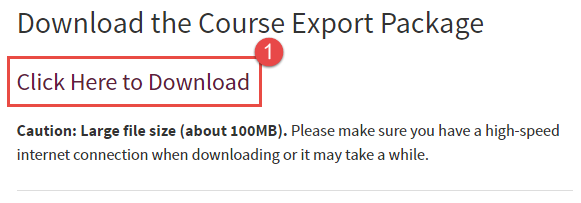 Download the Course Export Package
1
Click Here to Download
Caution: Large file size (about 100MB). Please make sure you have a high-speed
internet connection when downloading or it may take a while.